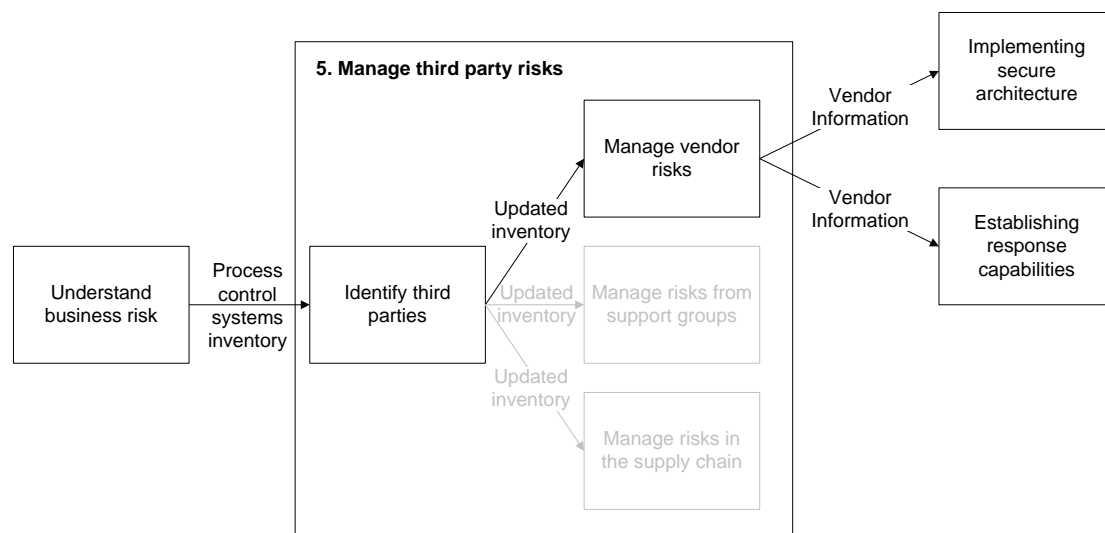 5. Manage third party risks
Implementing
secure
architecture
Vendor
Information
Manage vendor
risks
Updated
inventory
Vendor
Information
Establishing
response
capabilities
Understand
business risk
Process
control
systems
inventory
Identify third
parties
Updated
inventory
Manage risks from
support groups
Updated
inventory
Manage risks in
the supply chain